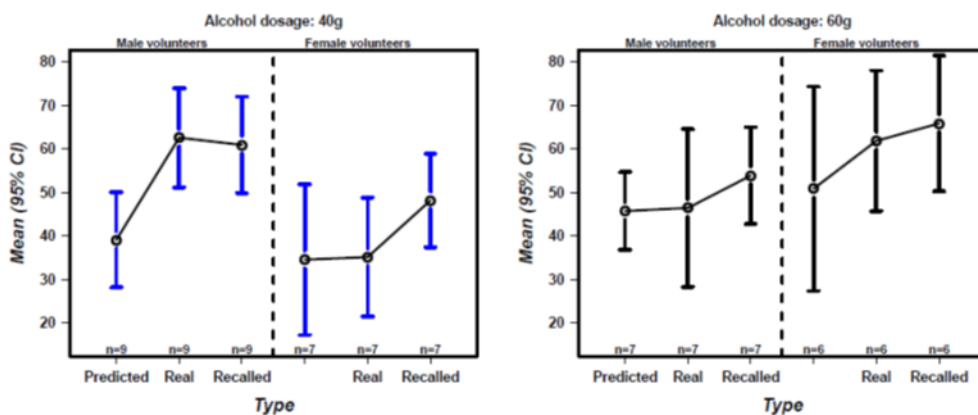 Alcohol dosage: 40g
Male volunteers Female volunteers
80
70
60
50
40
30
20
Mean (95% CI)
n=9 n=9 n=9 n=7 n=7 n=7
Predicted Real Recalled Real Recalled
Type
Alcohol dosage: 60g
Male volunteers Female volunteers
80
70
60
50
40
30
20
Mean (95% CI)
n=7 n=7 n=7 n=6 n=6 n=6
Predicted Real Recalled Real Recalled
Type